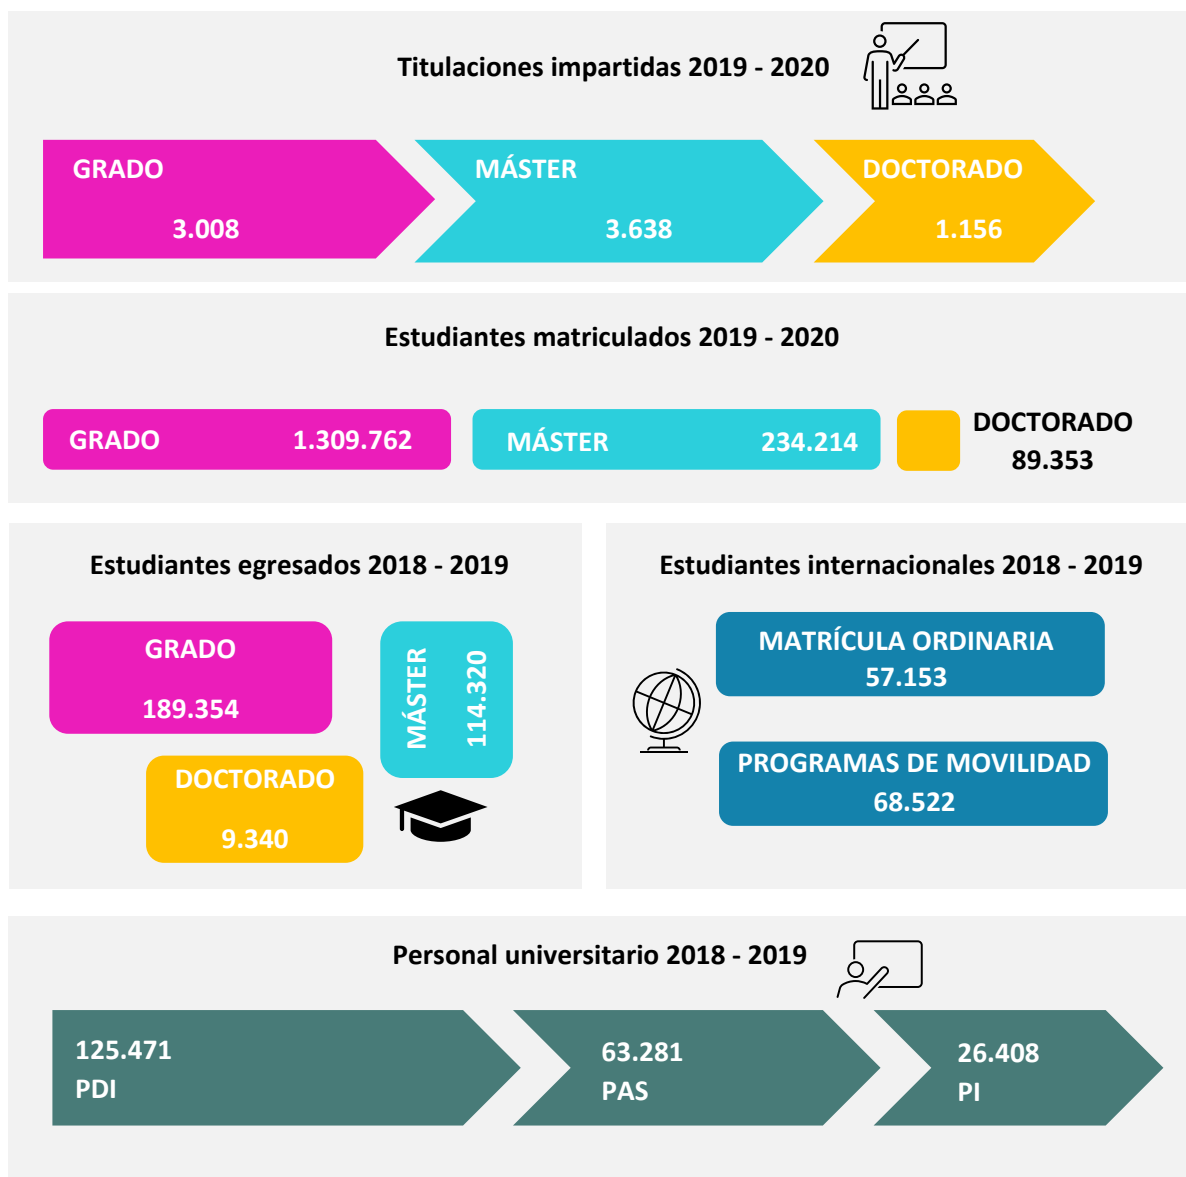 Titulaciones impartidas 2019 - 2020
GRADO
3.008
MÁSTER
3.638
DOCTORADO
1.156
Estudiantes matriculados 2019 - 2020
GRADO 1.309.762
MÁSTER 234.214
DOCTORADO
89.353
Estudiantes egresados 2018 - 2019
GRADO
189.354
MÁSTER
114.320
DOCTORADO
9.340
Estudiantes internacionales 2018 - 2019
MATRÍCULA ORDINARIA
57.153
PROGRAMAS DE MOVILIDAD
68.522
Personal universitario 2018 - 2019
125.471
PDI
63.281
PAS
26.408
PI